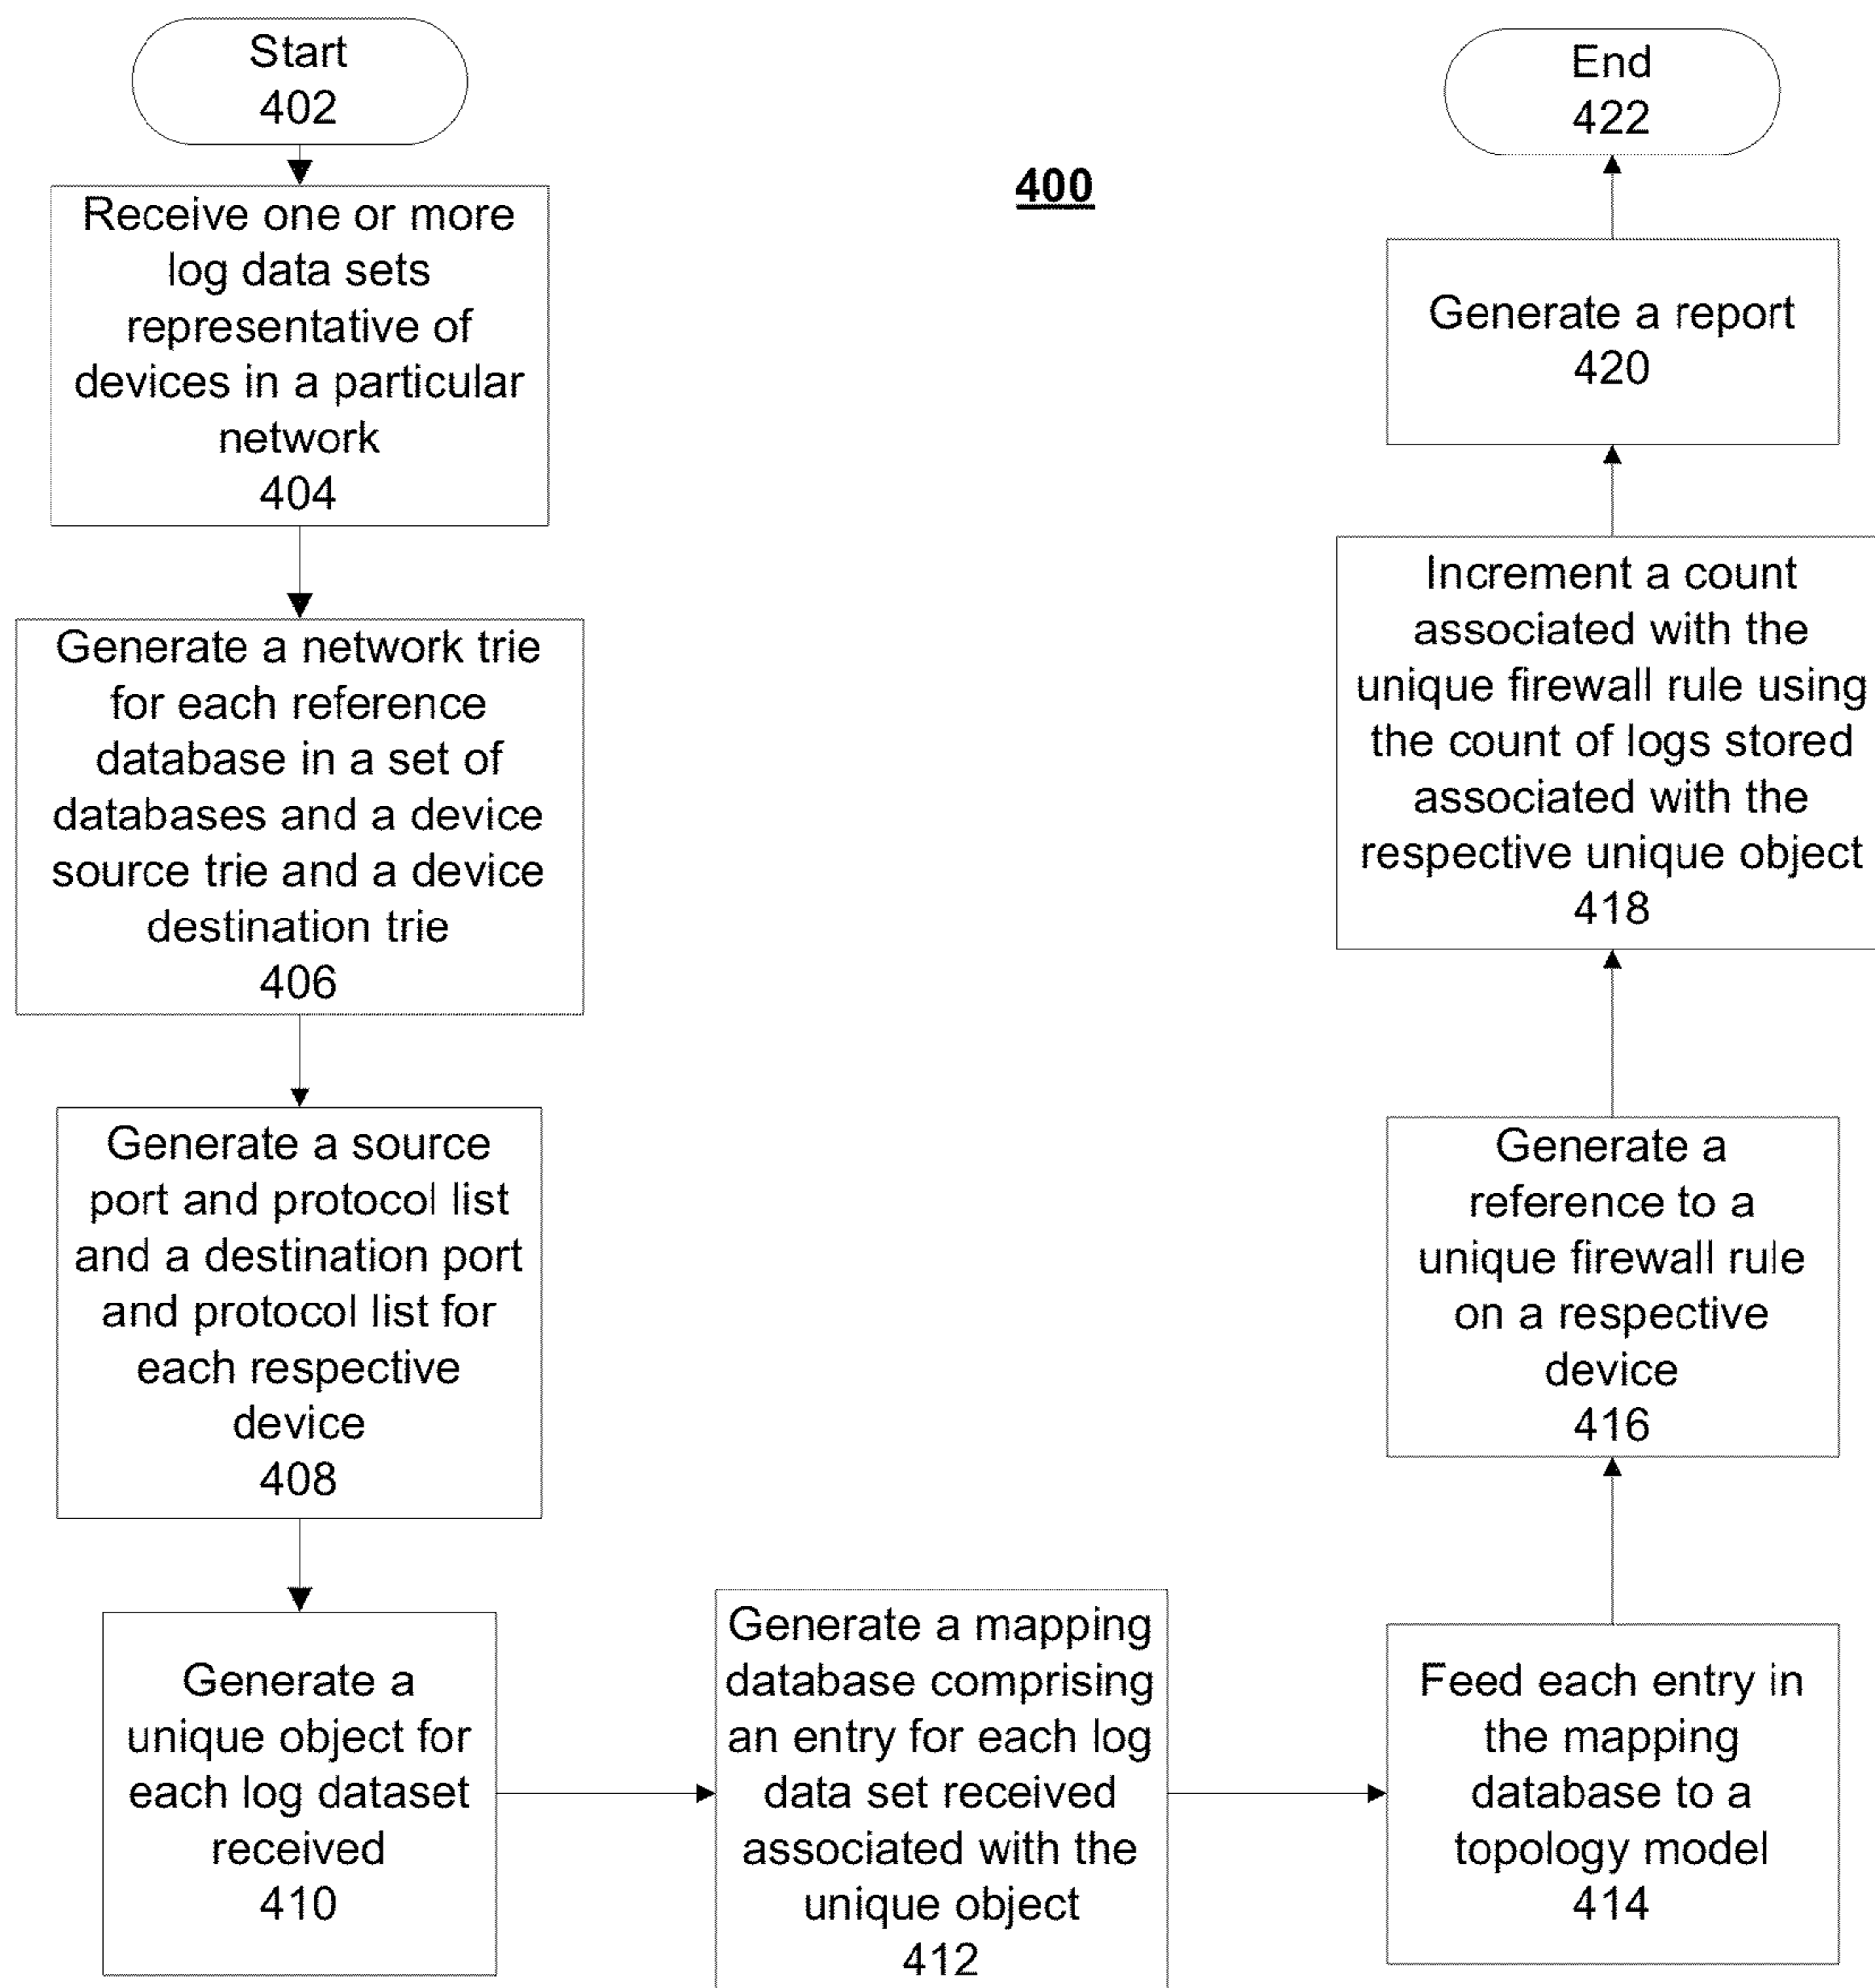 Start
402
Receive one or more
log data sets
representative of
devices in a particular
network
404
Generate a network trie
for each reference
database in a set of
databases and a device
source trie and a device
destination trie
406
Generate a source
port and protocol list
and a destination port
and protocol list for
each respective
device
408
Generate a
unique object for
each log dataset
received
410
Generate a mapping
database comprising
an entry for each log
data set received
associated with the
unique object
412
Feed each entry in
the mapping
database to a
topology model
414
Generate a
reference to a
unique firewall rule
on a respective
device
416
Increment a count
associated with the
unique firewall rule using
the count of logs stored
associated with the
respective unique object
418
Generate a report
420
End
422
400